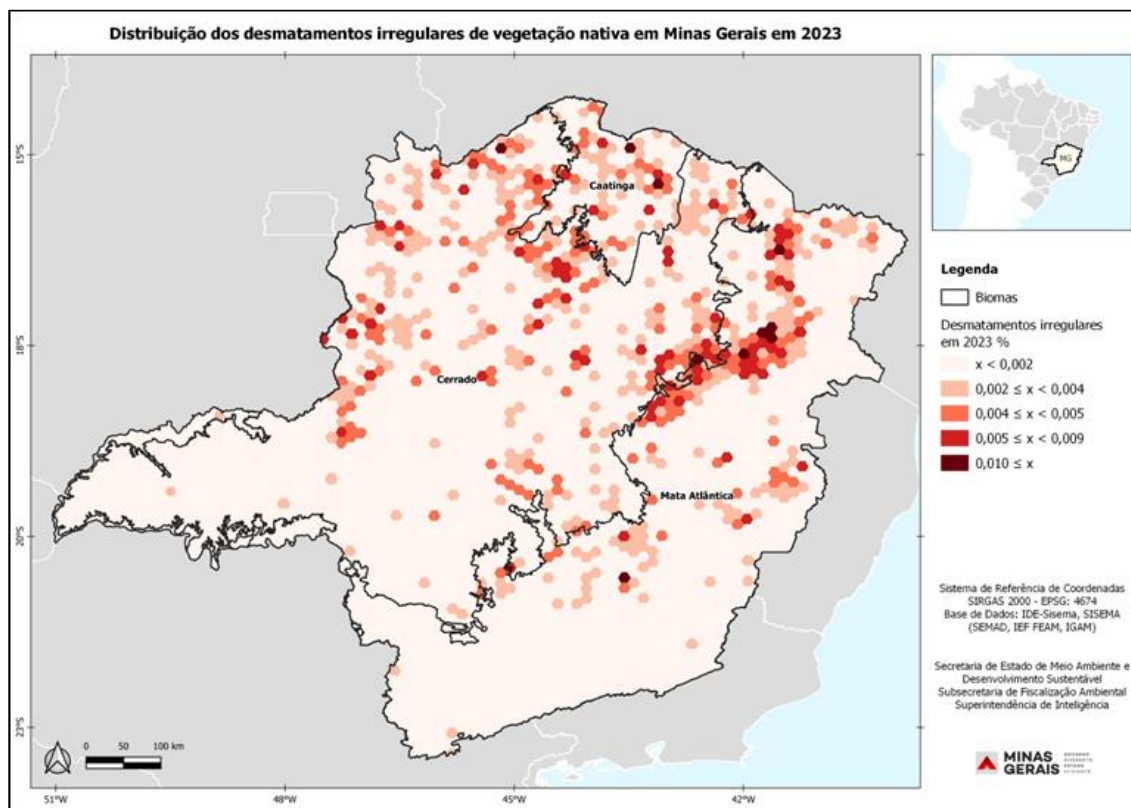 Distribuição dos desmatamentos irregulares de vegetação nativa em Minas Gerais em 2023
15°S
18°S
20°S
23°S
51°W
48°W
45°W
42°W
Caatinga
Cerrado
Mata Atlântica
0 50 100 km
MG
Legenda
Biomas
Desmatamentos irregulares
em 2023 %
x < 0,002
0,002 ≤ x < 0,004
0,004 ≤ x < 0,005
0,005 ≤ x < 0,009
0,010 ≤ x
Sistema de Referência de Coordenadas
SIRGAS 2000 - EPSG: 4674
Base de Dados: IDE-Sisema, SISEMA
(SEMAD, IEF FEAM, IGAM)
Secretaria de Estado de Meio Ambiente e
Desenvolvimento Sustentável
Subsecretaria de Fiscalização Ambiental
Superintendência de Inteligência
MINAS
GERAIS
GOVERNO
DIFERENTE.
ESTADO
EFICIENTE.